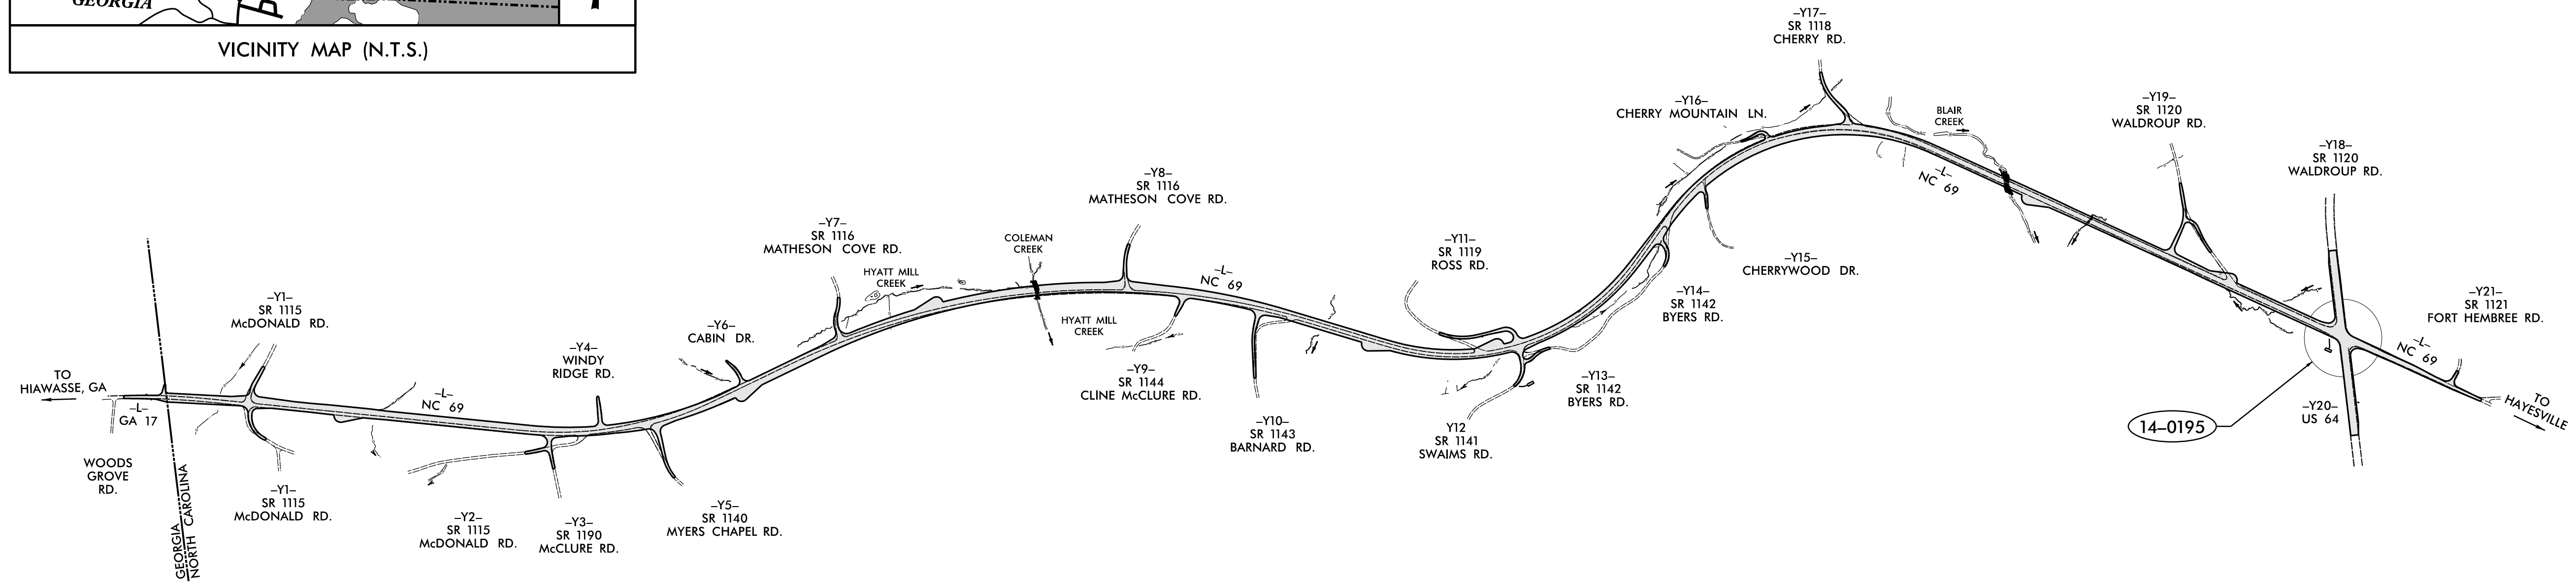 GEORGIA
VICINITY MAP (N.T.S.)
TO
HIAWASSE, GA
-L-
GA 17
WOODS
GROVE
RD.
GEORGIA
NORTH CAROLINA
-Y1-
SR 1115
McDONALD RD.
-Y1-
SR 1115
McDONALD RD.
-L-
NC 69
-Y2-
SR 1115
McDONALD RD.
-Y3-
SR 1190
McCLURE RD.
-Y4-
WINDY
RIDGE RD.
-Y5-
SR 1140
MYERS CHAPEL RD.
-Y6-
CABIN DR.
-Y7-
SR 1116
MATHESON COVE RD.
HYATT MILL
CREEK
COLEMAN
CREEK
HYATT MILL
CREEK
-Y8-
SR 1116
MATHESON COVE RD.
-Y9-
SR 1144
CLINE McCLURE RD.
-L-
NC 69
-Y10-
SR 1143
BARNARD RD.
-Y11-
SR 1119
ROSS RD.
Y12
SR 1141
SWAIMS RD.
-Y13-
SR 1142
BYERS RD.
-Y14-
SR 1142
BYERS RD.
-Y15-
CHERRYWOOD DR.
-Y16-
CHERRY MOUNTAIN LN.
-Y17-
SR 1118
CHERRY RD.
BLAIR
CREEK
-L-
NC 69
-Y19-
SR 1120
WALDROUP RD.
-Y18-
SR 1120
WALDROUP RD.
14-0195
-Y20-
US 64
-L-
NC 69
-Y21-
SR 1121
FORT HEMBREE RD.
TO
HAYESVILLE